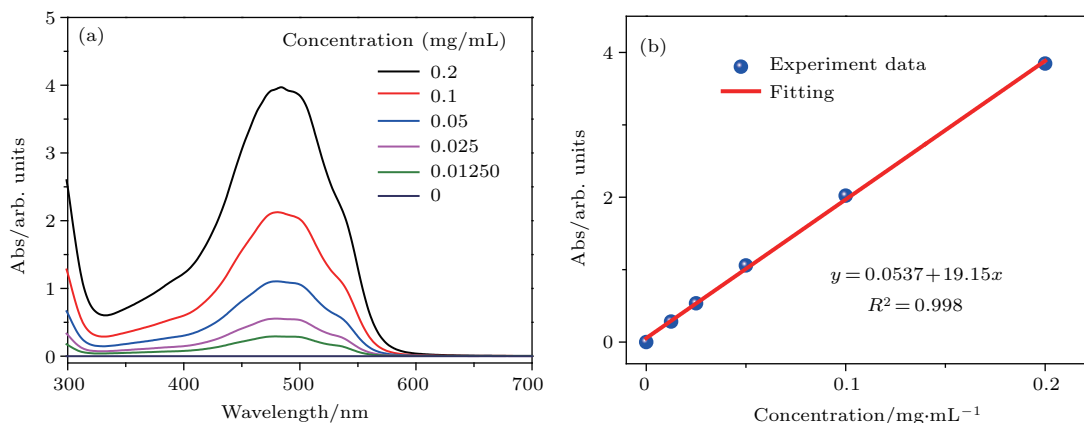 (a)
Concentration (mg/mL)
0.2
0.1
0.05
0.025
0.01250
0
5
4
3
2
1
0
Abs/arb. units
300 400 500 600 700
Wavelength/nm
(b)
Experiment data
Fitting
4
2
0
Abs/arb. units
y=0.0537+19.15x
R²=0.998
0 0.1 0.2
Concentration/mg·mL⁻¹